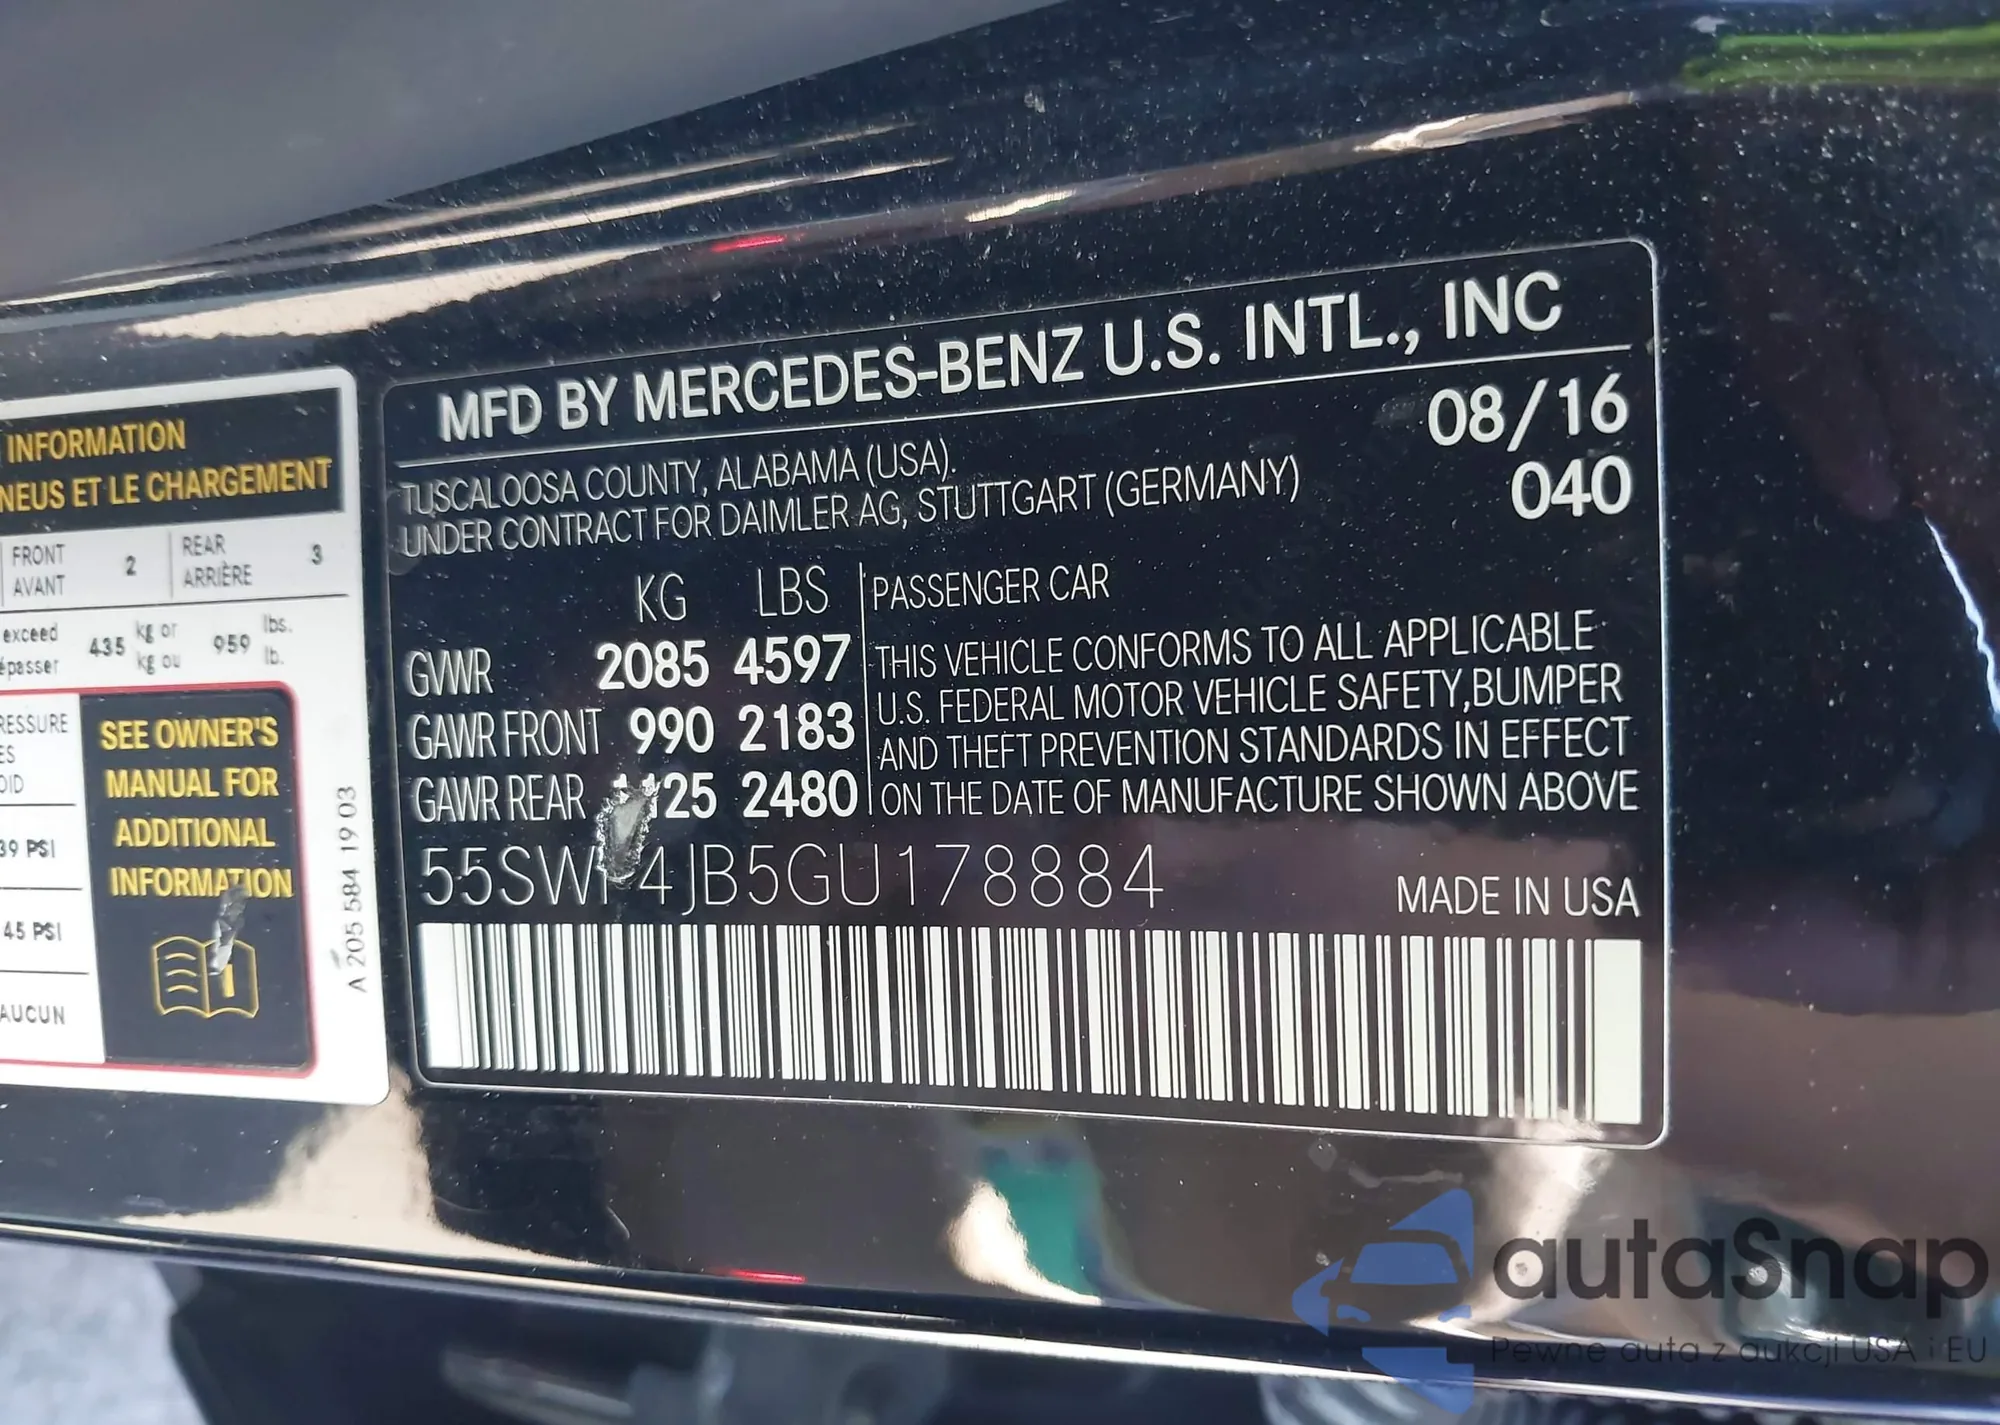 INFORMATION
NEUS ET LE CHARGEMENT
FRONT 2 REAR 3
AVANT ARRIÈRE
exceed 435 kg or 959 lbs.
épasser kg ou lb.
RESSURE
ES
OID
39 PSI
45 PSI
AUCUN
SEE OWNER'S
MANUAL FOR
ADDITIONAL
INFORMATION
A 205 584 19 03
MFD BY MERCEDES-BENZ U.S. INTL., INC
08/16
TUSCALOOSA COUNTY, ALABAMA (USA).
UNDER CONTRACT FOR DAIMLER AG, STUTTGART (GERMANY)
040
KG LBS
GVWR 2085 4597
GAWR FRONT 990 2183
GAWR REAR 1125 2480
PASSENGER CAR
THIS VEHICLE CONFORMS TO ALL APPLICABLE
U.S. FEDERAL MOTOR VEHICLE SAFETY, BUMPER
AND THEFT PREVENTION STANDARDS IN EFFECT
ON THE DATE OF MANUFACTURE SHOWN ABOVE
55SWF4JB5GU178884
MADE IN USA
autaSnap
Pewne auta z aukcji USA i EU